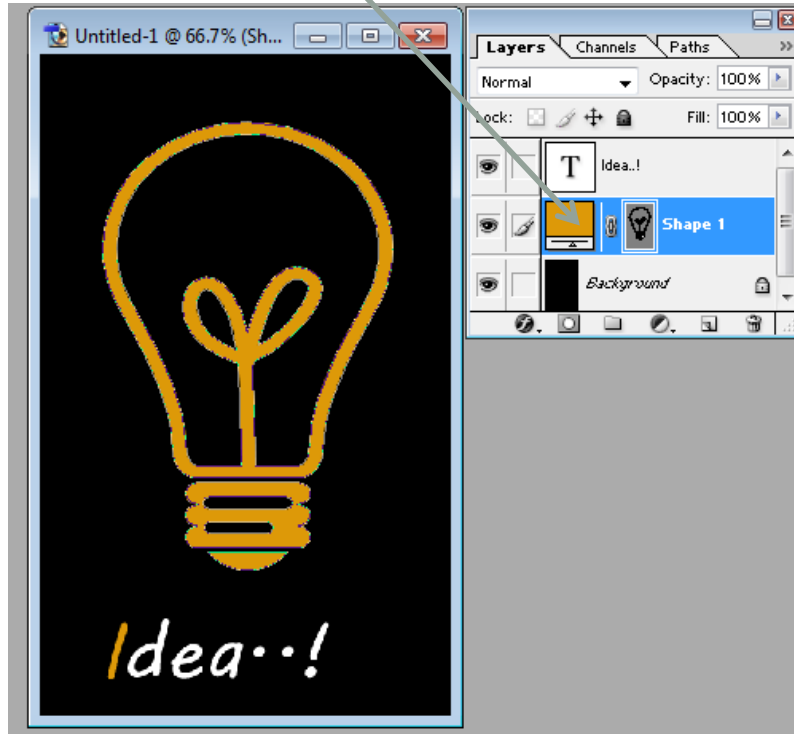 Untitled-1 @ 66.7% (Sh...
Layers Channels Paths »
Normal Opacity: 100%
Lock: Fill: 100%
T Idea..!
Shape 1
Background
Idea..!